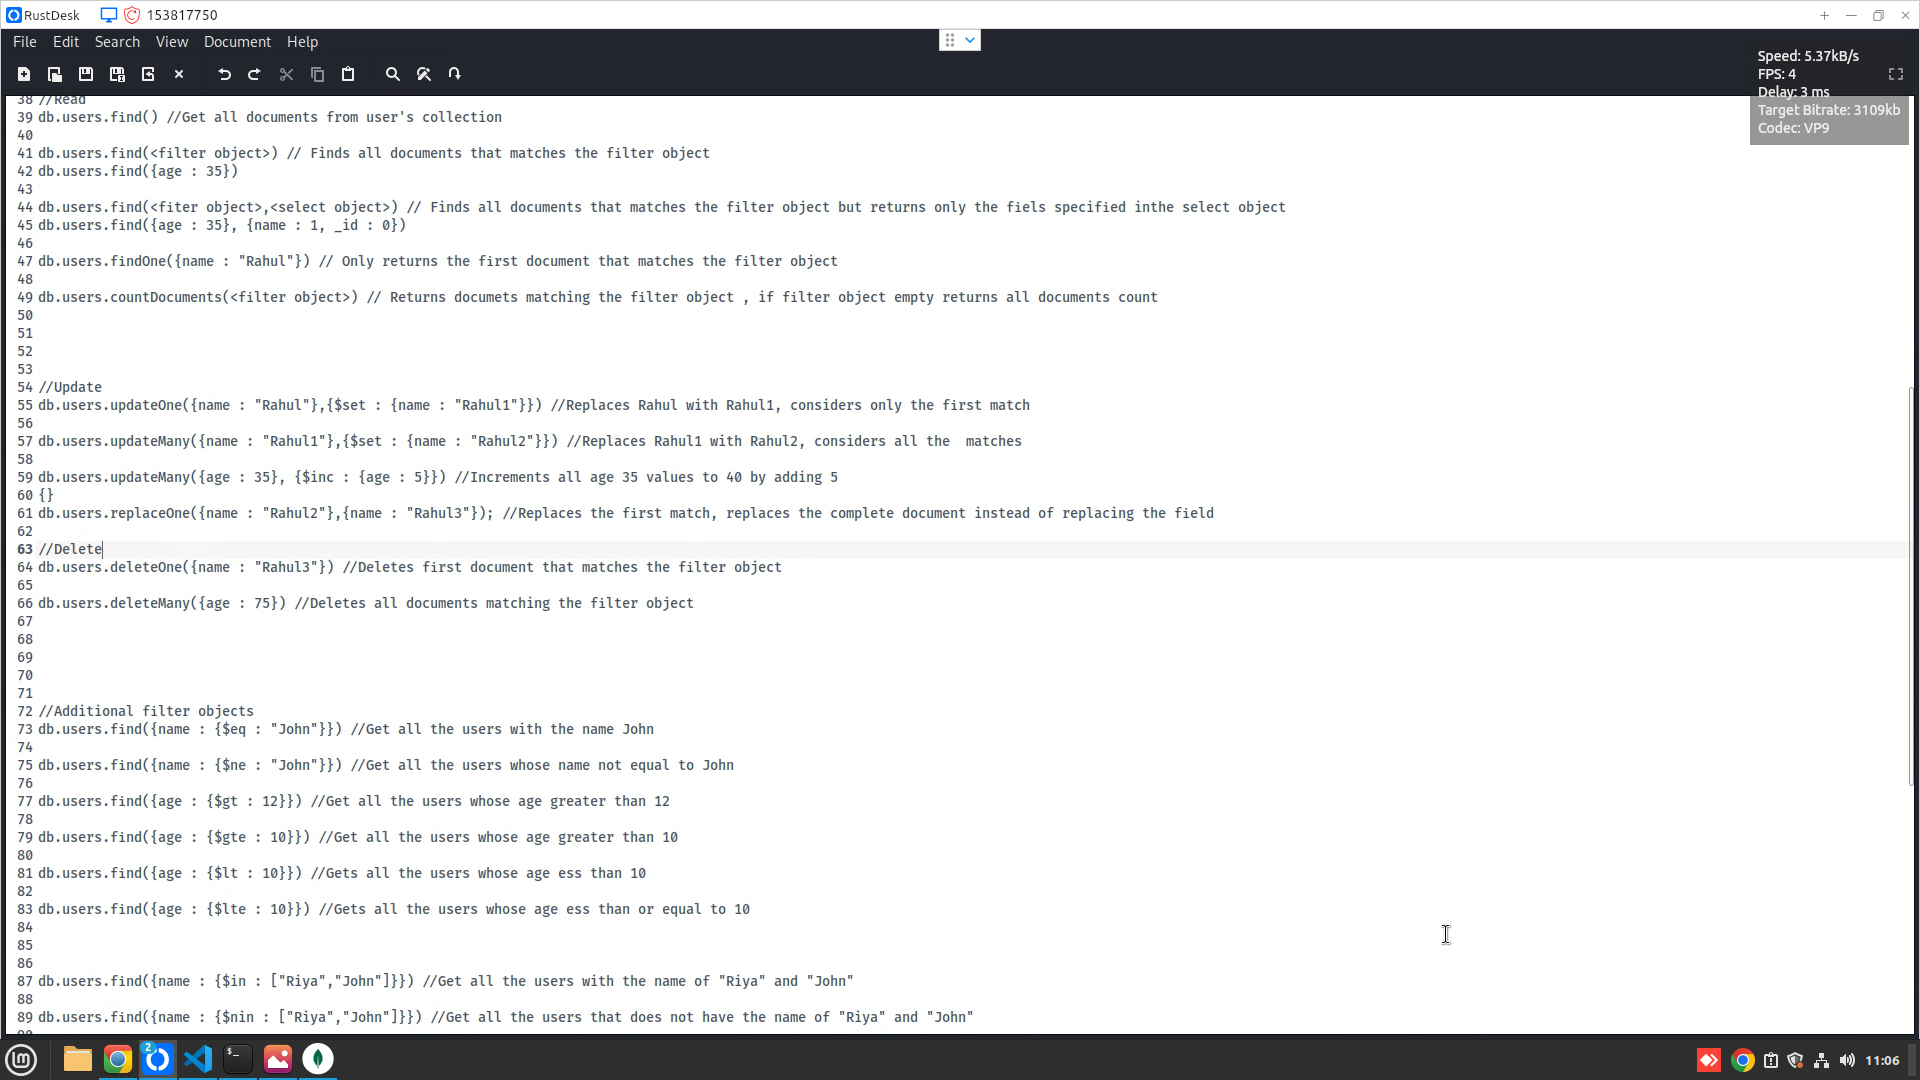 RustDesk 153817750
File Edit Search View Document Help
Speed: 5.37kB/s
FPS: 4
Delay: 3 ms
Target Bitrate: 3109kb
Codec: VP9
38 //Read
39 db.users.find() //Get all documents from user's collection
40
41 db.users.find(<filter object>) // Finds all documents that matches the filter object
42 db.users.find({age : 35})
43
44 db.users.find(<fiter object>,<select object>) // Finds all documents that matches the filter object but returns only the fiels specified inthe select object
45 db.users.find({age : 35}, {name : 1, _id : 0})
46
47 db.users.findOne({name : "Rahul"}) // Only returns the first document that matches the filter object
48
49 db.users.countDocuments(<filter object>) // Returns documets matching the filter object , if filter object empty returns all documents count
50
51
52
53
54 //Update
55 db.users.updateOne({name : "Rahul"},{$set : {name : "Rahul1"}}) //Replaces Rahul with Rahul1, considers only the first match
56
57 db.users.updateMany({name : "Rahul1"},{$set : {name : "Rahul2"}}) //Replaces Rahul1 with Rahul2, considers all the  matches
58
59 db.users.updateMany({age : 35}, {$inc : {age : 5}}) //Increments all age 35 values to 40 by adding 5
60 {}
61 db.users.replaceOne({name : "Rahul2"},{name : "Rahul3"}); //Replaces the first match, replaces the complete document instead of replacing the field
62
63 //Delete
64 db.users.deleteOne({name : "Rahul3"}) //Deletes first document that matches the filter object
65
66 db.users.deleteMany({age : 75}) //Deletes all documents matching the filter object
67
68
69
70
71
72 //Additional filter objects
73 db.users.find({name : {$eq : "John"}}) //Get all the users with the name John
74
75 db.users.find({name : {$ne : "John"}}) //Get all the users whose name not equal to John
76
77 db.users.find({age : {$gt : 12}}) //Get all the users whose age greater than 12
78
79 db.users.find({age : {$gte : 10}}) //Get all the users whose age greater than 10
80
81 db.users.find({age : {$lt : 10}}) //Gets all the users whose age ess than 10
82
83 db.users.find({age : {$lte : 10}}) //Gets all the users whose age ess than or equal to 10
84
85
86
87 db.users.find({name : {$in : ["Riya","John"]}}) //Get all the users with the name of "Riya" and "John"
88
89 db.users.find({name : {$nin : ["Riya","John"]}}) //Get all the users that does not have the name of "Riya" and "John"
90
2
11:06